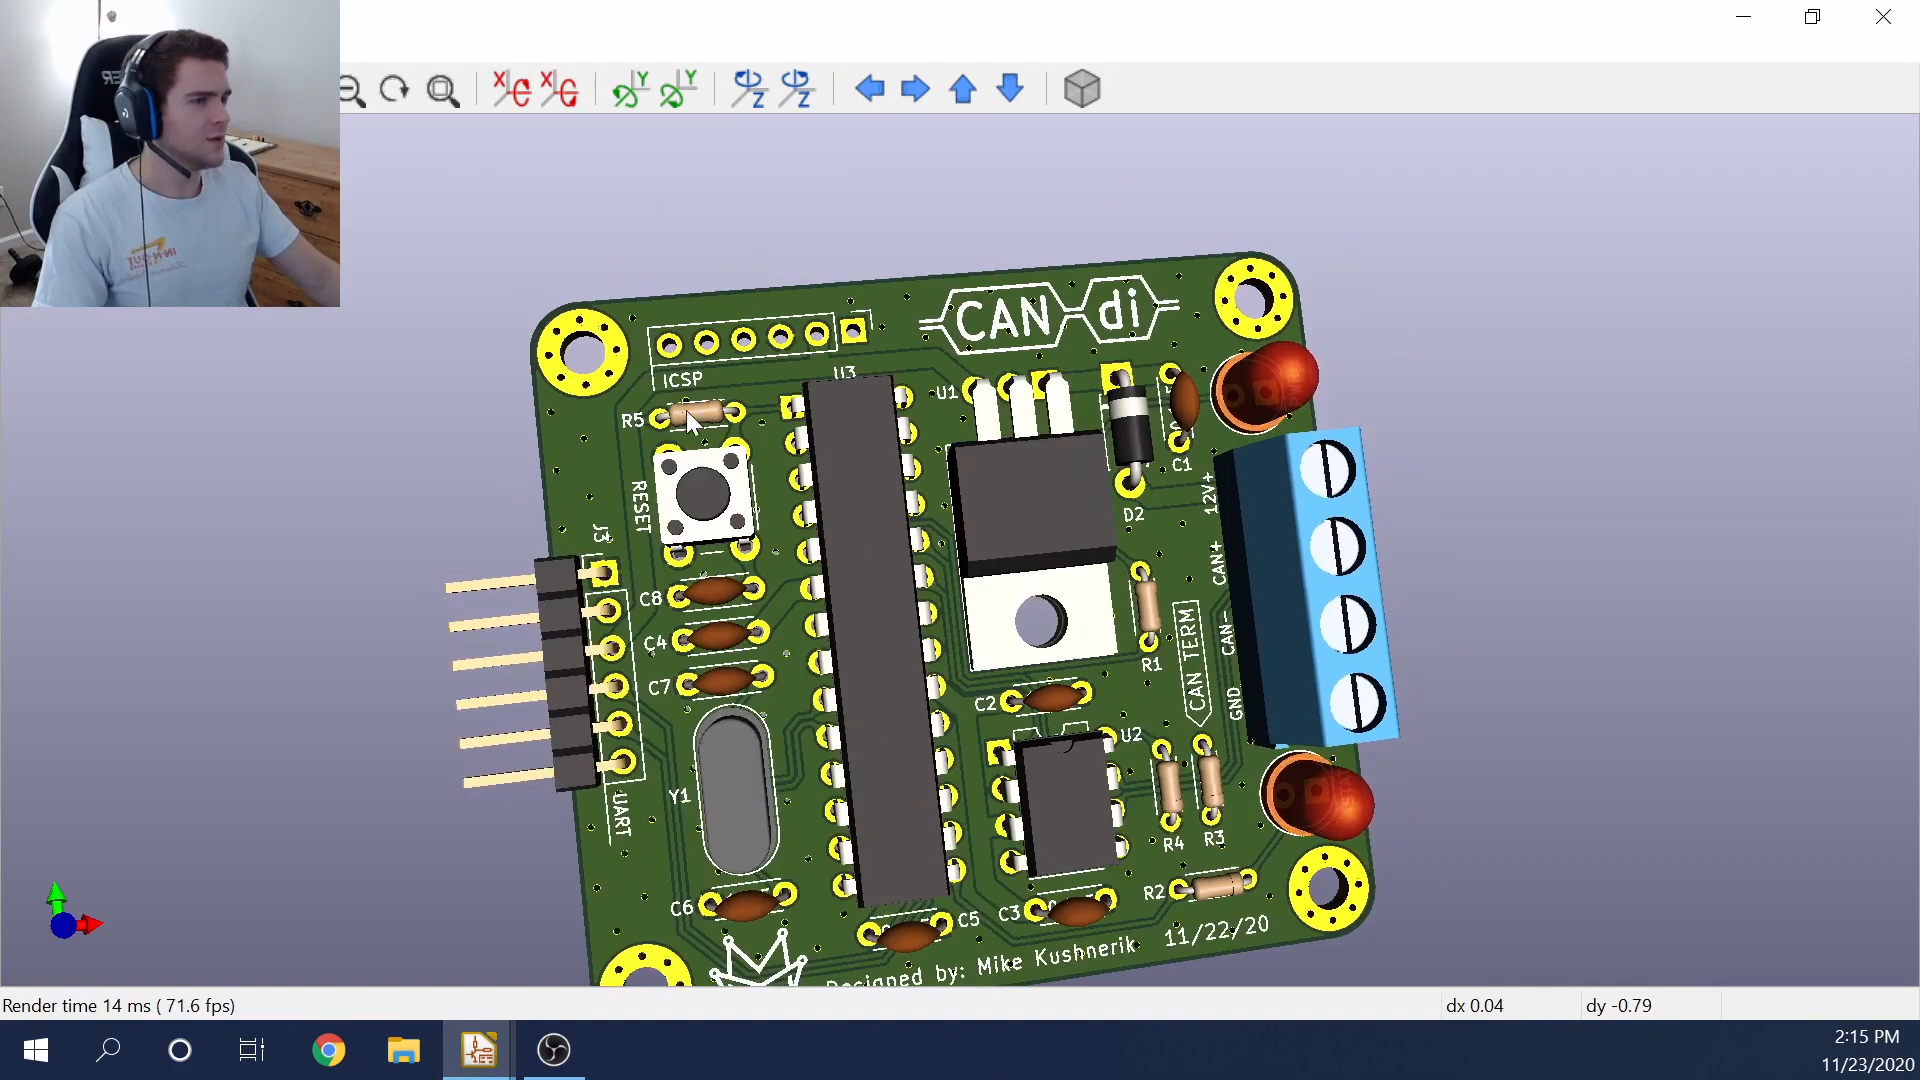 X X Y Y Z Z
CAN di
ICSP
U3
U1
R5
C1
RESET
12V+
D2
J3
CAN+
C8
CAN-
C4
CAN TERM
R1
C7
GND
C2
U2
Y1
UART
R4
R3
R2
C6
C3
C5
11/22/20
Designed by: Mike Kushnerik
Render time 14 ms ( 71.6 fps)
dx 0.04
dy -0.79
2:15 PM
11/23/2020